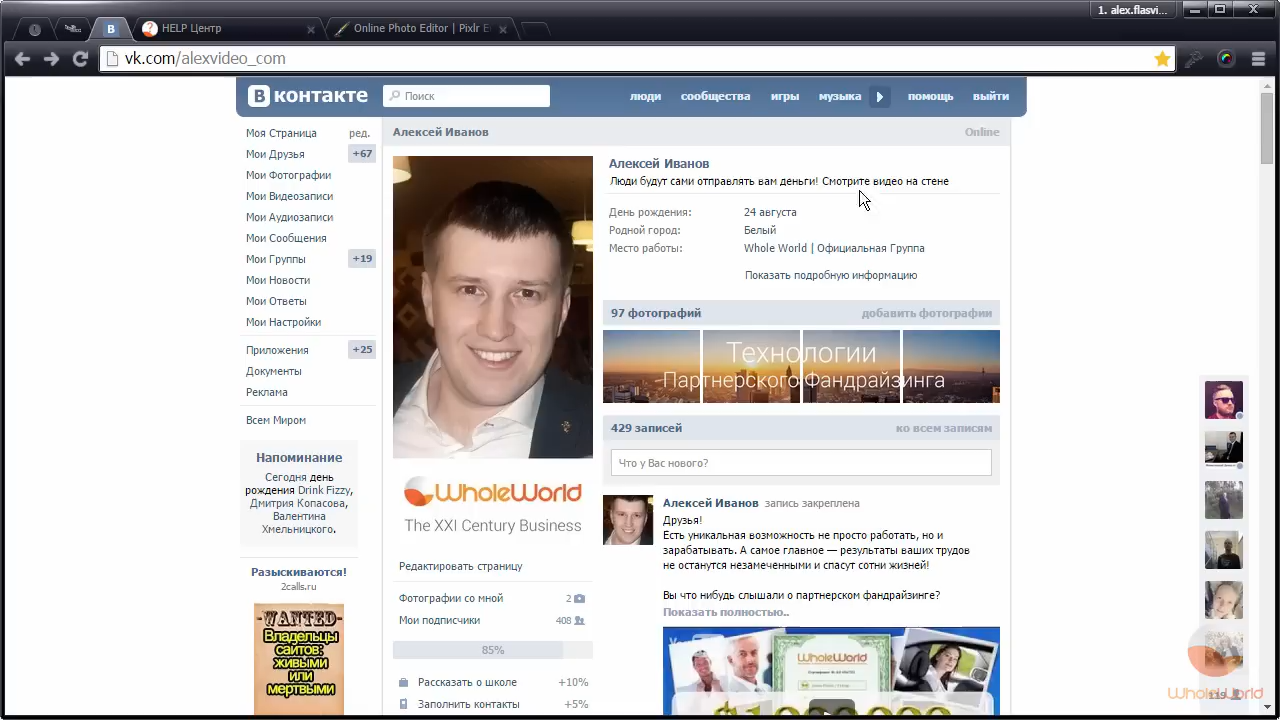 1. alex.flasvi...
B
HELP Центр
Online Photo Editor | Pixlr E
vk.com/alexvideo_com
В контакте
Поиск
люди
сообщества
игры
музыка
помощь
выйти
Моя Страница
ред.
Мои Друзья
+67
Мои Фотографии
Мои Видеозаписи
Мои Аудиозаписи
Мои Сообщения
Мои Группы
+19
Мои Новости
Мои Ответы
Мои Настройки
Приложения
+25
Документы
Реклама
Всем Миром
Напоминание
Сегодня день
рождения Drink Fizzy,
Дмитрия Копасова,
Валентина
Хмельницкого.
Разыскиваются!
2calls.ru
-WANTED-
Владельцы
сайтов:
живыми
или
мертвыми
Алексей Иванов
Online
WholeWorld
The XXI Century Business
Редактировать страницу
Фотографии со мной
2
Мои подписчики
408
85%
Рассказать о школе
+10%
Заполнить контакты
+5%
Алексей Иванов
Люди будут сами отправлять вам деньги! Смотрите видео на стене
День рождения:
24 августа
Родной город:
Белый
Место работы:
Whole World | Официальная Группа
Показать подробную информацию
97 фотографий
добавить фотографии
Технологии
Партнерского Фандрайзинга
429 записей
ко всем записям
Что у Вас нового?
Алексей Иванов запись закреплена
Друзья!
Есть уникальная возможность не просто работать, но и
зарабатывать. А самое главное — результаты ваших трудов
не останутся незамеченными и спасут сотни жизней!
Вы что нибудь слышали о партнерском фандрайзинге?
Показать полностью..
WholeWorld
WholeWorld